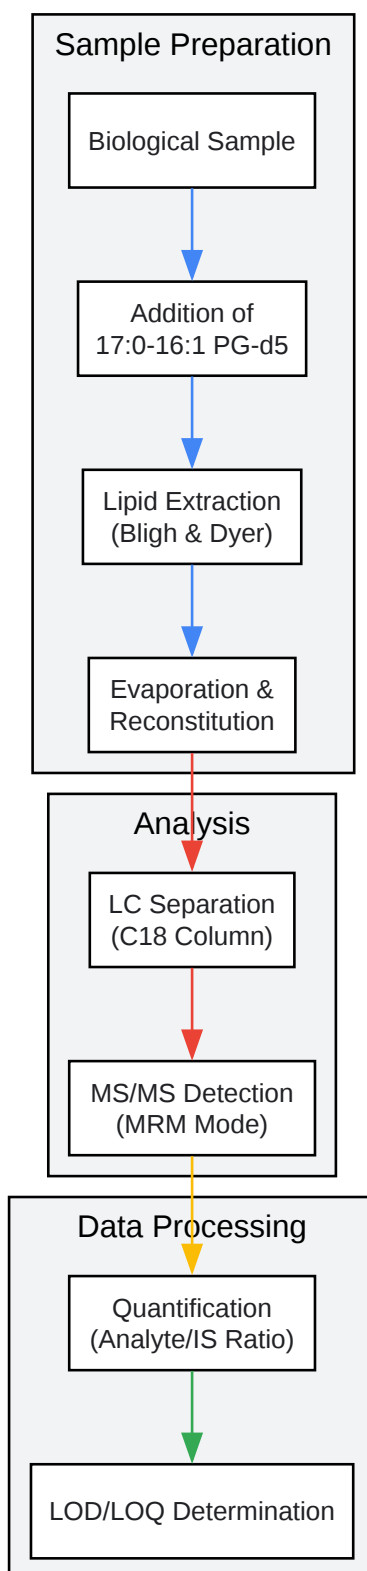 Sample Preparation
Biological Sample
Addition of
17:0-16:1 PG-d5
Lipid Extraction
(Bligh & Dyer)
Evaporation &
Reconstitution
Analysis
LC Separation
(C18 Column)
MS/MS Detection
(MRM Mode)
Data Processing
Quantification
(Analyte/IS Ratio)
LOD/LOQ Determination